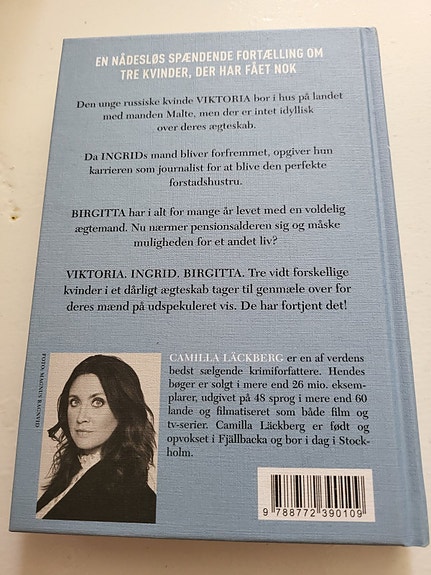 EN NÅDESLØS SPÆNDENDE FORTÆLLING OM
TRE KVINDER, DER HAR FÅET NOK
Den unge russiske kvinde VIKTORIA bor i hus på landet
med manden Malte, men der er intet idyllisk
over deres ægteskab.
Da INGRIDs mand bliver forfremmet, opgiver hun
karrieren som journalist for at blive den perfekte
forstadshustru.
BIRGITTA har i alt for mange år levet med en voldelig
ægtemand. Nu nærmer pensionsalderen sig og måske
muligheden for et andet liv?
VIKTORIA. INGRID. BIRGITTA. Tre vidt forskellige
kvinder i et dårligt ægteskab tager til genmæle over for
deres mænd på udspekuleret vis. De har fortjent det!
FOTO: MAGNUS RAGNVID
CAMILLA LÄCKBERG er en af verdens
bedst sælgende krimiforfattere. Hendes
bøger er solgt i mere end 26 mio. eksem-
plarer, udgivet på 48 sprog i mere end 60
lande og filmatiseret som både film og
tv-serier. Camilla Läckberg er født og
opvokset i Fjällbacka og bor i dag i Stock-
holm.
9 788772 390109